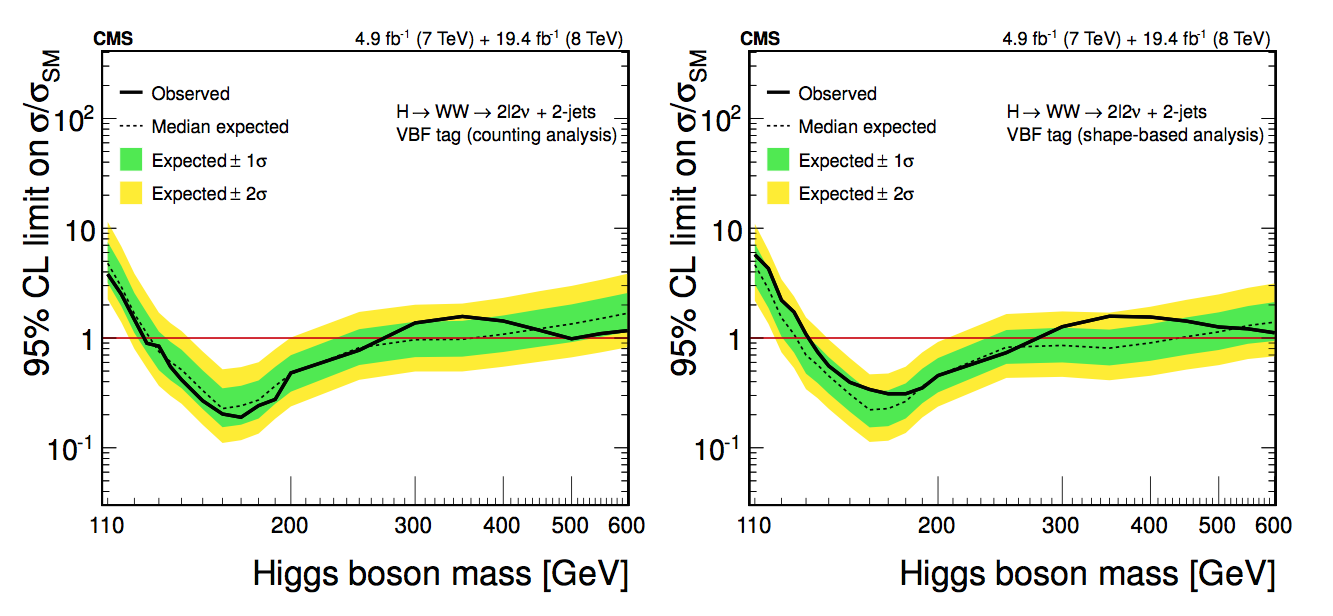 CMS 4.9 fb⁻¹ (7 TeV) + 19.4 fb⁻¹ (8 TeV)
95% CL limit on σ/σSM
Observed
Median expected
Expected ± 1σ
Expected ± 2σ
H → WW → 2l2ν + 2-jets
VBF tag (counting analysis)
10²
10
1
10⁻¹
110 200 300 400 500 600
Higgs boson mass [GeV]
CMS 4.9 fb⁻¹ (7 TeV) + 19.4 fb⁻¹ (8 TeV)
95% CL limit on σ/σSM
Observed
Median expected
Expected ± 1σ
Expected ± 2σ
H → WW → 2l2ν + 2-jets
VBF tag (shape-based analysis)
10²
10
1
10⁻¹
110 200 300 400 500 600
Higgs boson mass [GeV]